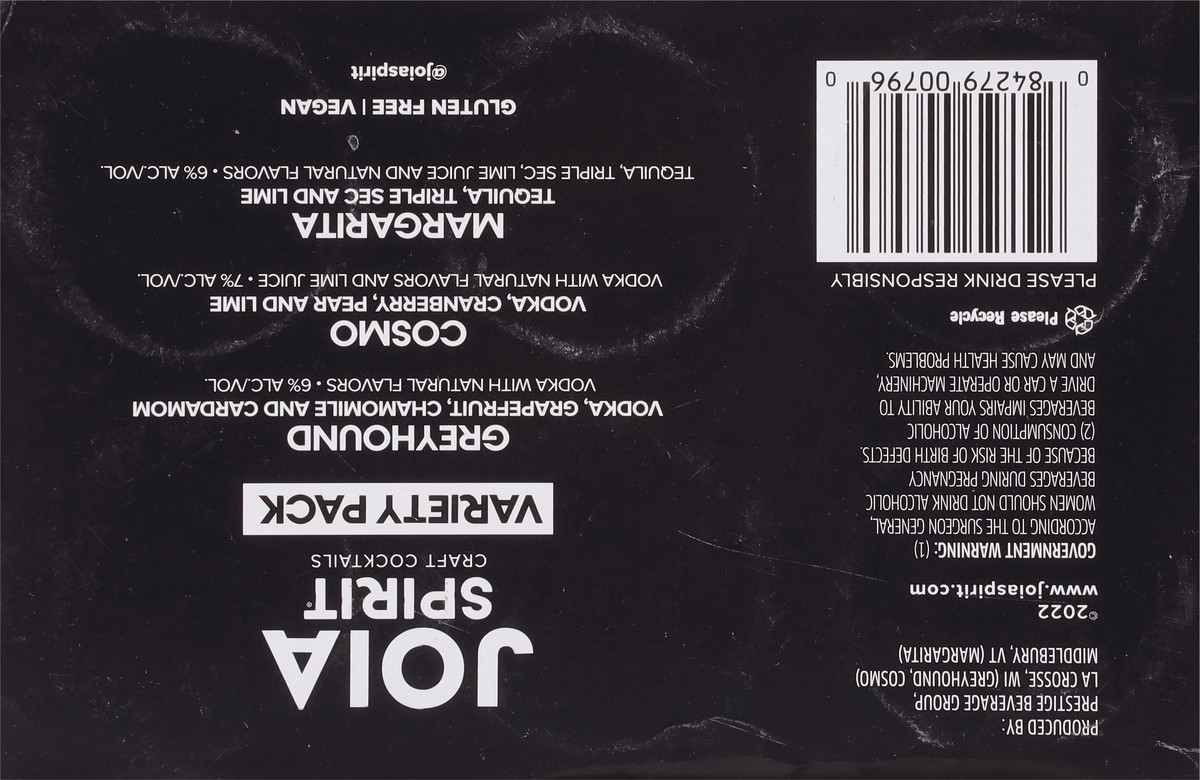 JOIA
SPIRIT®
CRAFT COCKTAILS
VARIETY PACK
GREYHOUND
VODKA, GRAPEFRUIT, CHAMOMILE AND CARDAMOM
VODKA WITH NATURAL FLAVORS • 6% ALC./VOL.
COSMO
VODKA, CRANBERRY, PEAR AND LIME
VODKA WITH NATURAL FLAVORS AND LIME JUICE • 7% ALC./VOL.
MARGARITA
TEQUILA, TRIPLE SEC AND LIME
TEQUILA, TRIPLE SEC, LIME JUICE AND NATURAL FLAVORS • 6% ALC./VOL.
GLUTEN FREE | VEGAN
@joiaspirit
PRODUCED BY:
PRESTIGE BEVERAGE GROUP,
LA CROSSE, WI (GREYHOUND, COSMO)
MIDDLEBURY, VT (MARGARITA)
©2022
www.joiaspirit.com
GOVERNMENT WARNING: (1)
ACCORDING TO THE SURGEON GENERAL,
WOMEN SHOULD NOT DRINK ALCOHOLIC
BEVERAGES DURING PREGNANCY
BECAUSE OF THE RISK OF BIRTH DEFECTS.
(2) CONSUMPTION OF ALCOHOLIC
BEVERAGES IMPAIRS YOUR ABILITY TO
DRIVE A CAR OR OPERATE MACHINERY,
AND MAY CAUSE HEALTH PROBLEMS.
Please Recycle
PLEASE DRINK RESPONSIBLY
0 84279 00796 0